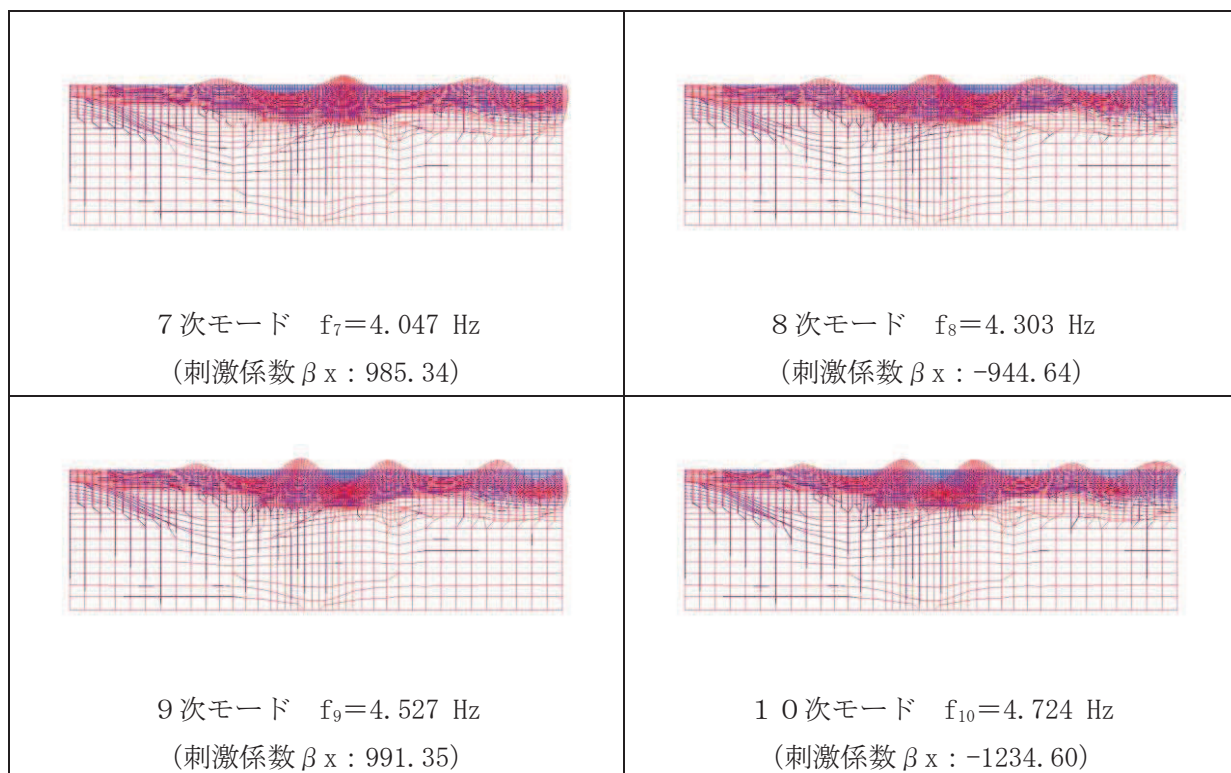 7次モード　f₇＝4.047 Hz
(刺激係数βx：985.34)
8次モード　f₈＝4.303 Hz
(刺激係数βx：-944.64)
9次モード　f₉＝4.527 Hz
(刺激係数βx：991.35)
10次モード　f₁₀＝4.724 Hz
(刺激係数βx：-1234.60)